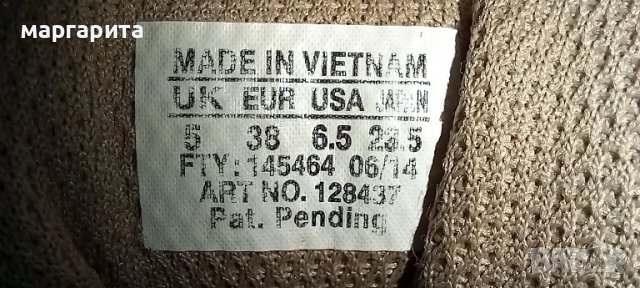 маргарита
MADE IN VIETNAM
UK EUR USA JAPAN
5 38 6.5 23.5
FTY: 145464 06/14
ART NO. 128437
Pat. Pending